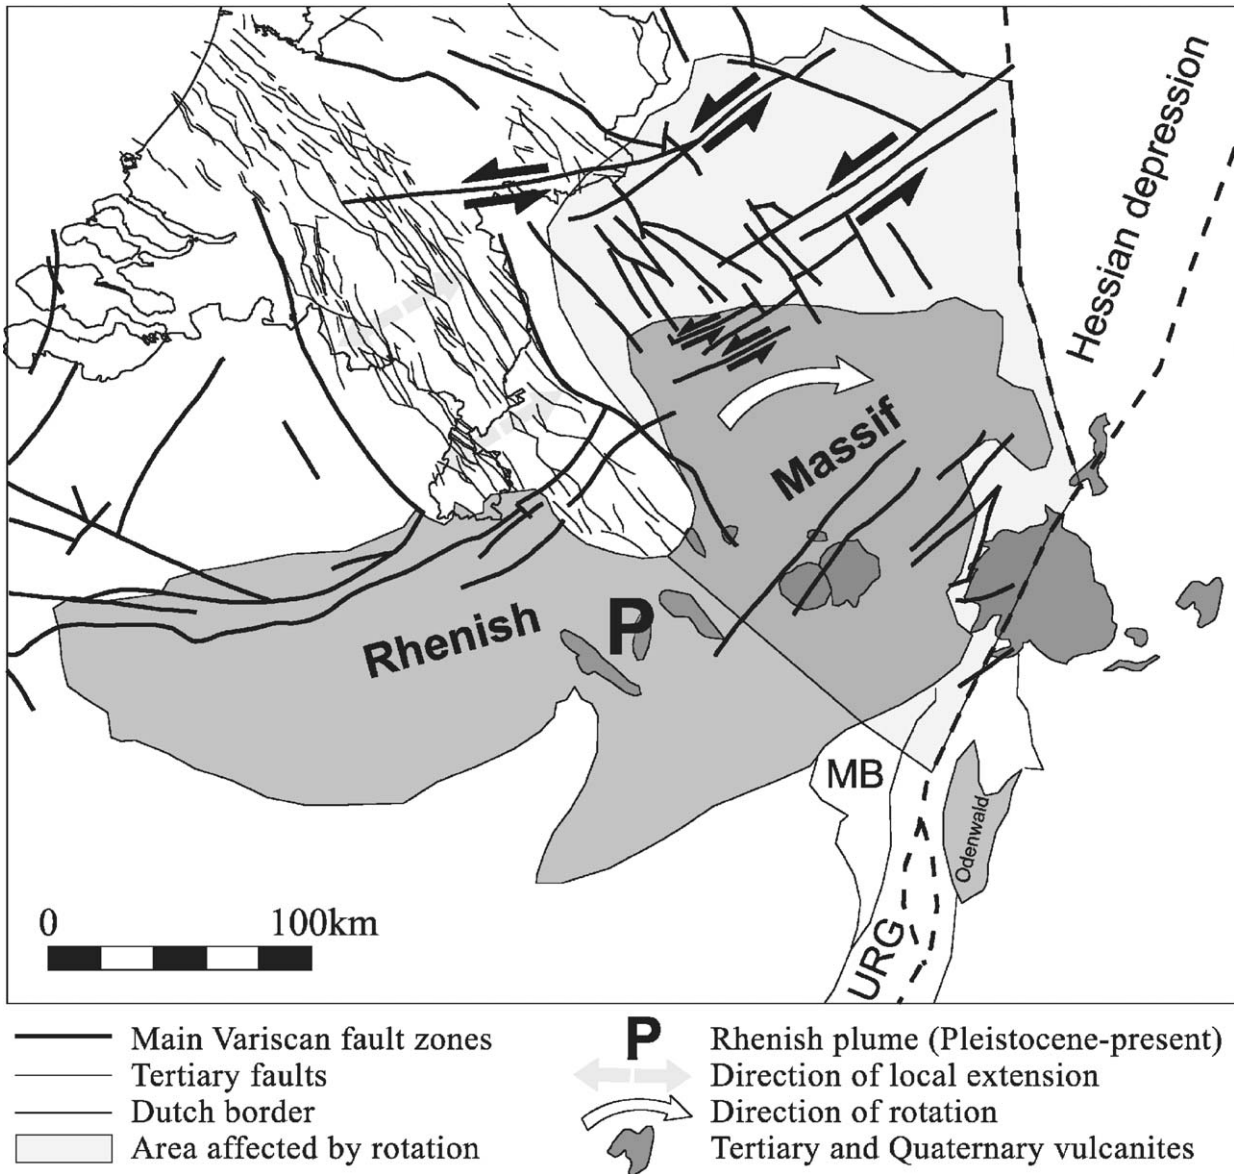 Hessian depression
Massif
Rhenish
P
MB
Odenwald
URG
0 100km
Main Variscan fault zones
Tertiary faults
Dutch border
Area affected by rotation
P Rhenish plume (Pleistocene-present)
Direction of local extension
Direction of rotation
Tertiary and Quaternary vulcanites